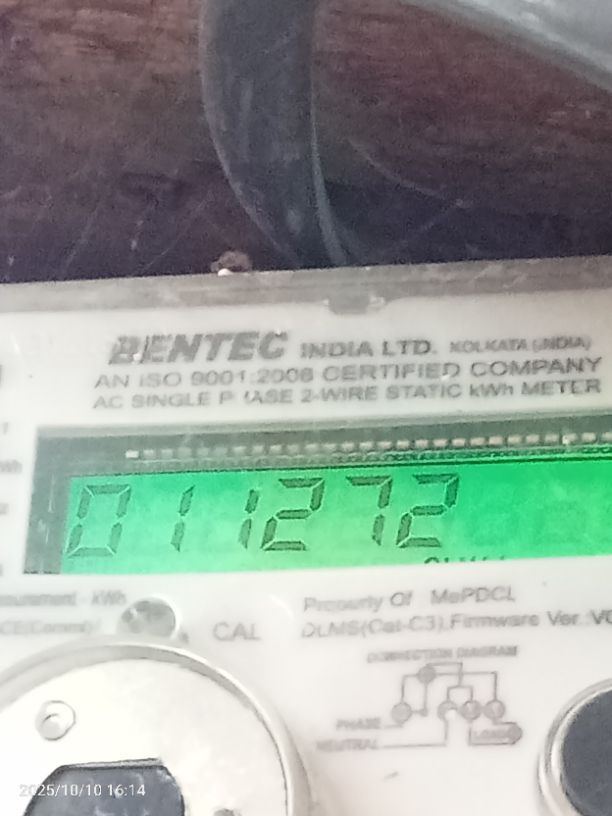 BENTEC INDIA LTD. KOLKATA (INDIA)
AN ISO 9001:2008 CERTIFIED COMPANY
AC SINGLE PHASE 2-WIRE STATIC kWh METER
011272
kWh
CAL
Property Of MePDCL
DLMS(Cat-C3),Firmware Ver.:V0
CONNECTION DIAGRAM
PHASE
NEUTRAL
LOAD
2025/10/10 16:14